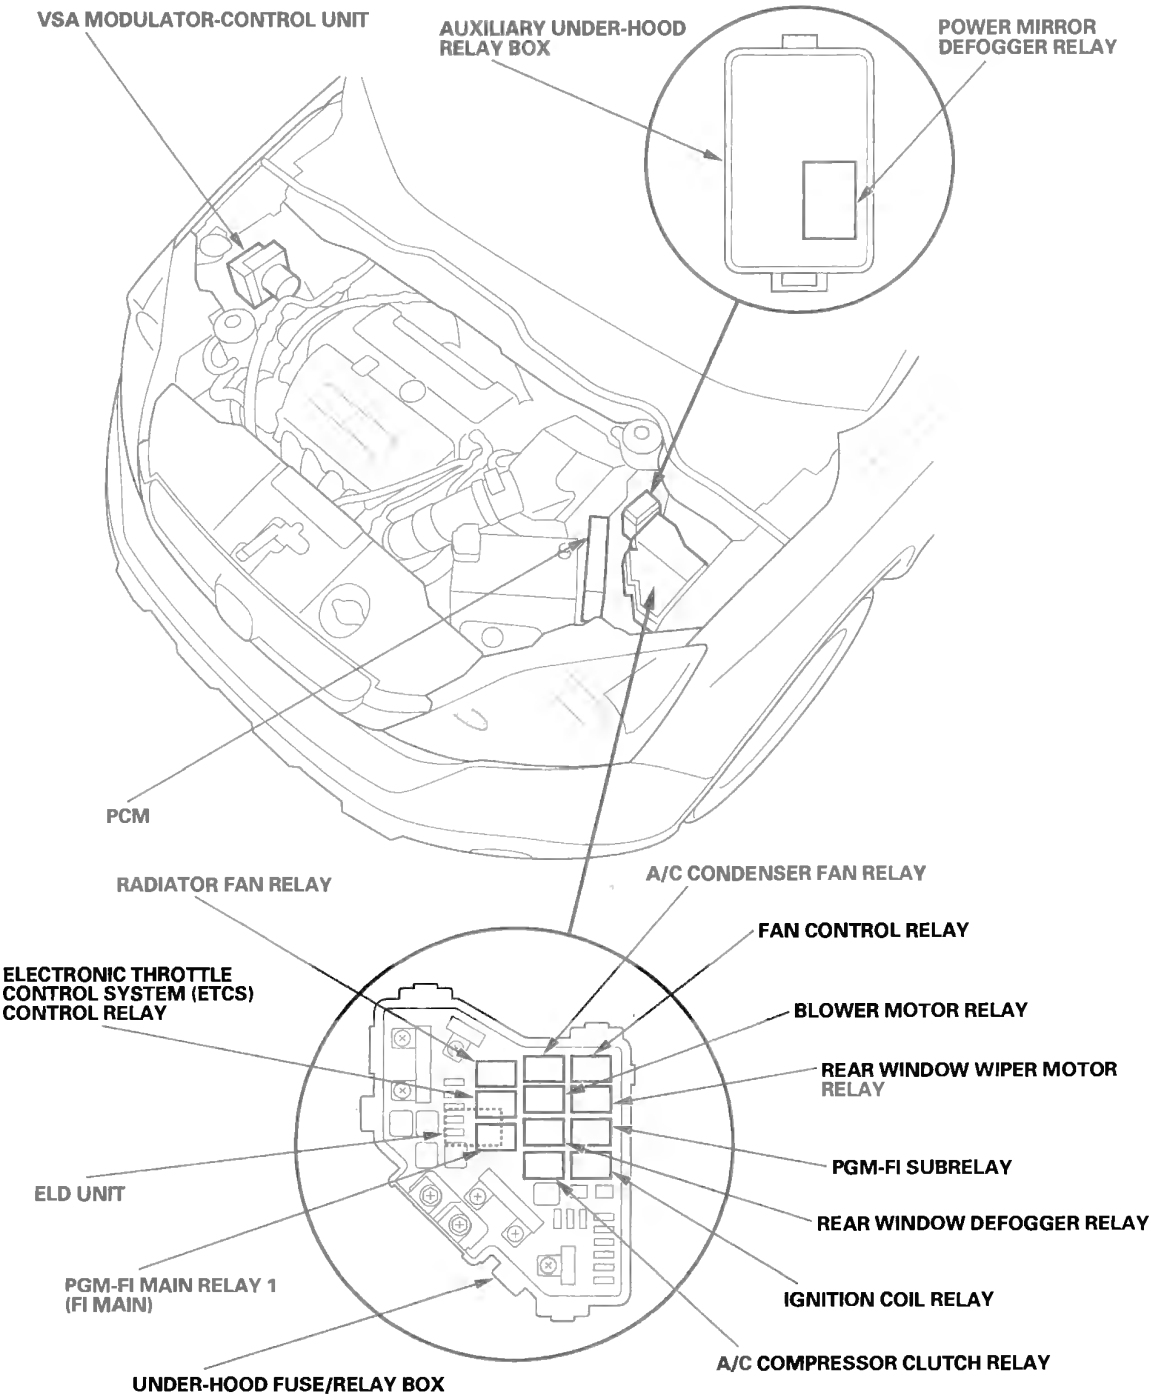 VSA MODULATOR-CONTROL UNIT
AUXILIARY UNDER-HOOD
RELAY BOX
POWER MIRROR
DEFOGGER RELAY
PCM
RADIATOR FAN RELAY
A/C CONDENSER FAN RELAY
FAN CONTROL RELAY
ELECTRONIC THROTTLE
CONTROL SYSTEM (ETCS)
CONTROL RELAY
BLOWER MOTOR RELAY
REAR WINDOW WIPER MOTOR
RELAY
PGM-FI SUBRELAY
ELD UNIT
REAR WINDOW DEFOGGER RELAY
PGM-FI MAIN RELAY 1
(FI MAIN)
IGNITION COIL RELAY
A/C COMPRESSOR CLUTCH RELAY
UNDER-HOOD FUSE/RELAY BOX